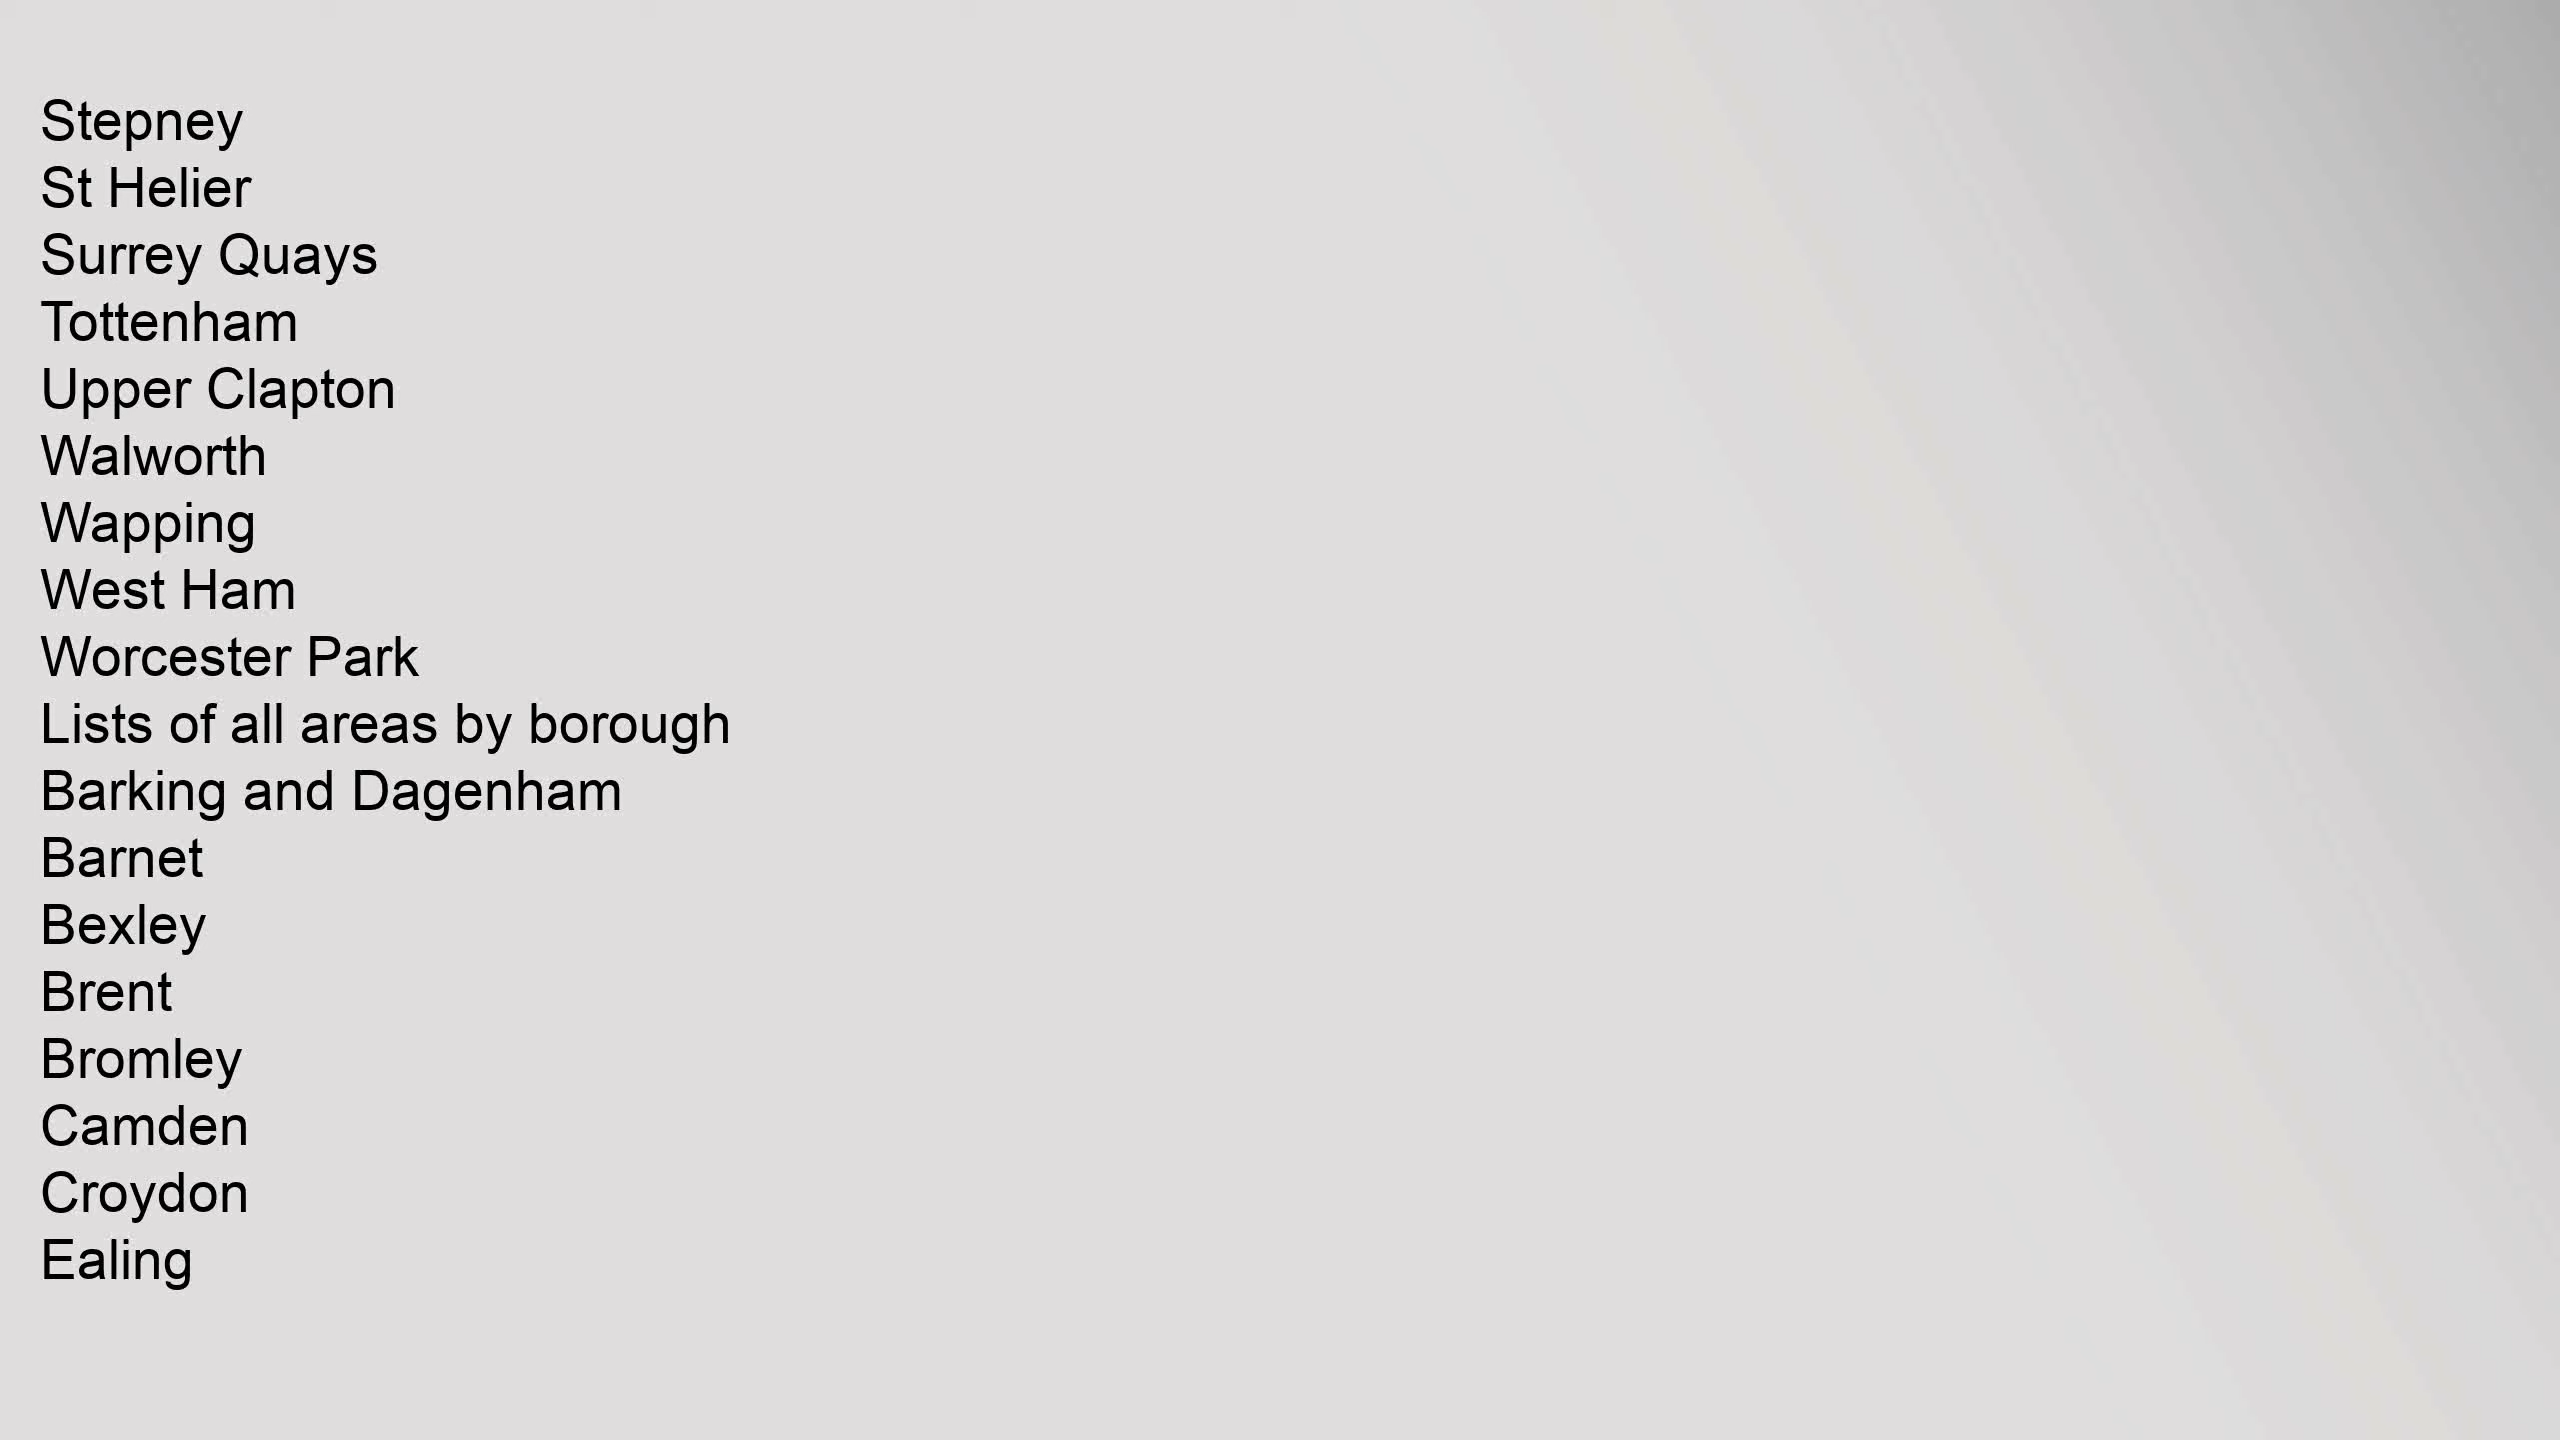 Stepney
St Helier
Surrey Quays
Tottenham
Upper Clapton
Walworth
Wapping
West Ham
Worcester Park
Lists of all areas by borough
Barking and Dagenham
Barnet
Bexley
Brent
Bromley
Camden
Croydon
Ealing